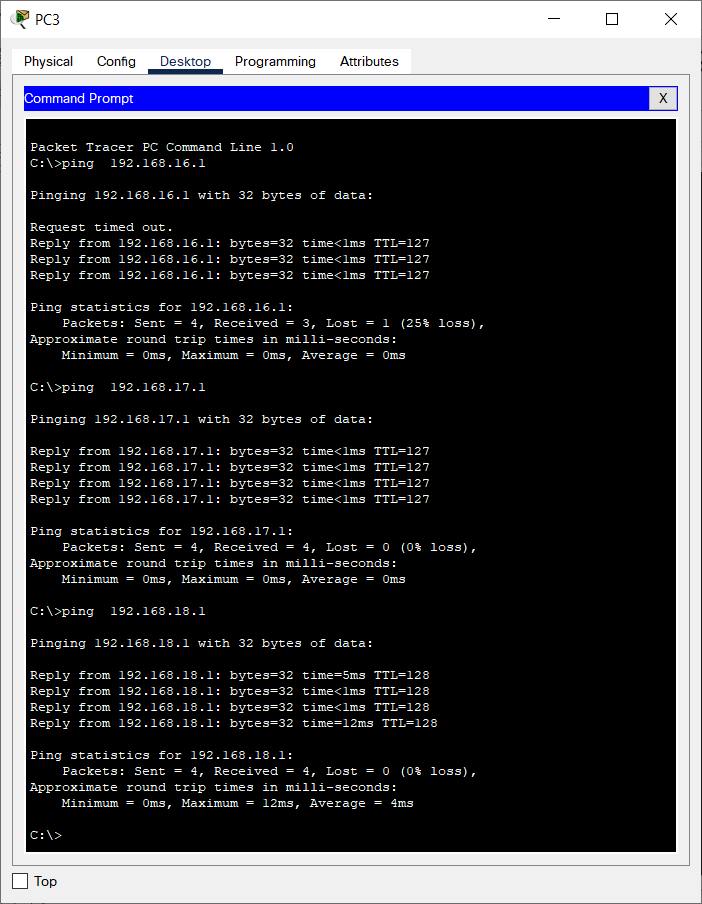 PC3
Physical Config Desktop Programming Attributes
Command Prompt X
Packet Tracer PC Command Line 1.0
C:\>ping  192.168.16.1
Pinging 192.168.16.1 with 32 bytes of data:
Request timed out.
Reply from 192.168.16.1: bytes=32 time<1ms TTL=127
Reply from 192.168.16.1: bytes=32 time<1ms TTL=127
Reply from 192.168.16.1: bytes=32 time<1ms TTL=127
Ping statistics for 192.168.16.1:
    Packets: Sent = 4, Received = 3, Lost = 1 (25% loss),
Approximate round trip times in milli-seconds:
    Minimum = 0ms, Maximum = 0ms, Average = 0ms
C:\>ping  192.168.17.1
Pinging 192.168.17.1 with 32 bytes of data:
Reply from 192.168.17.1: bytes=32 time<1ms TTL=127
Reply from 192.168.17.1: bytes=32 time<1ms TTL=127
Reply from 192.168.17.1: bytes=32 time<1ms TTL=127
Reply from 192.168.17.1: bytes=32 time<1ms TTL=127
Ping statistics for 192.168.17.1:
    Packets: Sent = 4, Received = 4, Lost = 0 (0% loss),
Approximate round trip times in milli-seconds:
    Minimum = 0ms, Maximum = 0ms, Average = 0ms
C:\>ping  192.168.18.1
Pinging 192.168.18.1 with 32 bytes of data:
Reply from 192.168.18.1: bytes=32 time=5ms TTL=128
Reply from 192.168.18.1: bytes=32 time<1ms TTL=128
Reply from 192.168.18.1: bytes=32 time<1ms TTL=128
Reply from 192.168.18.1: bytes=32 time=12ms TTL=128
Ping statistics for 192.168.18.1:
    Packets: Sent = 4, Received = 4, Lost = 0 (0% loss),
Approximate round trip times in milli-seconds:
    Minimum = 0ms, Maximum = 12ms, Average = 4ms
C:\>
Top